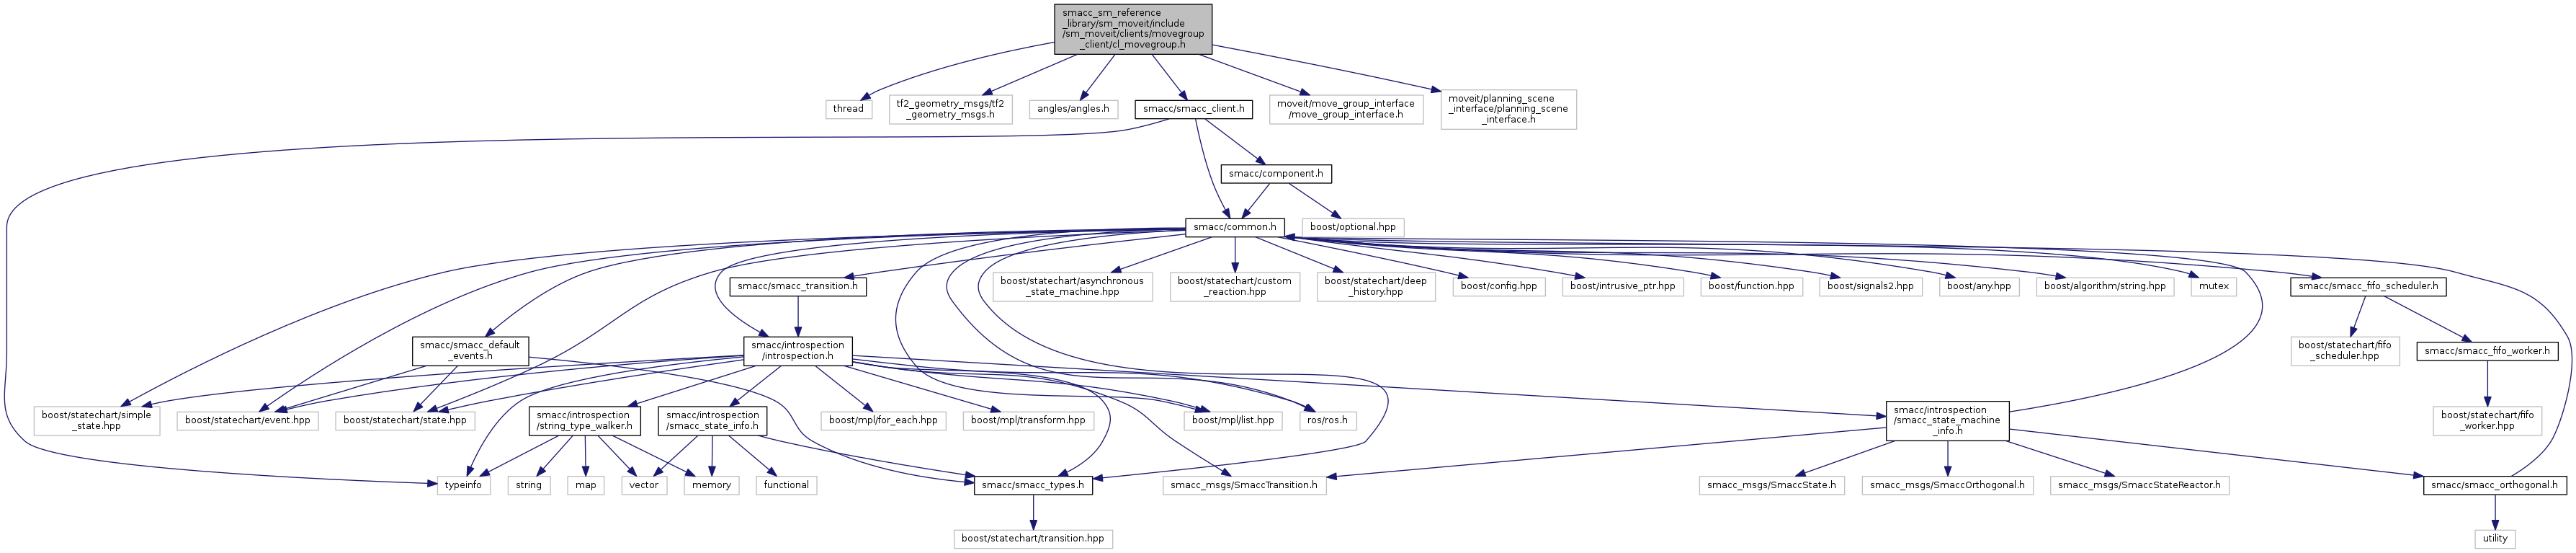 smacc_sm_reference
_library/sm_moveit/include
/sm_moveit/clients/movegroup
_client/cl_movegroup.h
thread
tf2_geometry_msgs/tf2
_geometry_msgs.h
angles/angles.h
smacc/smacc_client.h
moveit/move_group_interface
/move_group_interface.h
moveit/planning_scene
_interface/planning_scene
_interface.h
smacc/component.h
smacc/common.h
boost/optional.hpp
smacc/smacc_transition.h
boost/statechart/asynchronous
_state_machine.hpp
boost/statechart/custom
_reaction.hpp
boost/statechart/deep
_history.hpp
boost/config.hpp
boost/intrusive_ptr.hpp
boost/function.hpp
boost/signals2.hpp
boost/any.hpp
boost/algorithm/string.hpp
mutex
smacc/smacc_fifo_scheduler.h
smacc/smacc_default
_events.h
smacc/introspection
/introspection.h
boost/statechart/fifo
_scheduler.hpp
smacc/smacc_fifo_worker.h
boost/statechart/simple
_state.hpp
boost/statechart/event.hpp
boost/statechart/state.hpp
smacc/introspection
/string_type_walker.h
smacc/introspection
/smacc_state_info.h
boost/mpl/for_each.hpp
boost/mpl/transform.hpp
boost/mpl/list.hpp
ros/ros.h
smacc/introspection
/smacc_state_machine
_info.h
boost/statechart/fifo
_worker.hpp
typeinfo
string
map
vector
memory
functional
smacc/smacc_types.h
smacc_msgs/SmaccTransition.h
smacc_msgs/SmaccState.h
smacc_msgs/SmaccOrthogonal.h
smacc_msgs/SmaccStateReactor.h
smacc/smacc_orthogonal.h
boost/statechart/transition.hpp
utility